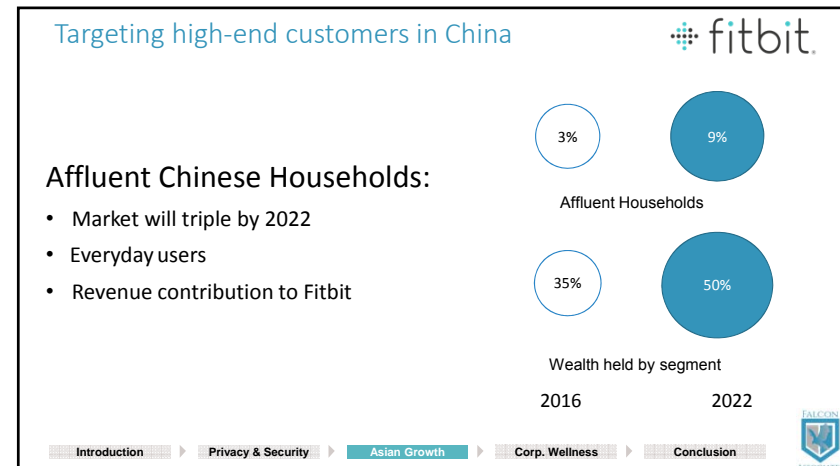 Targeting high-end customers in China
fitbit.
3%
9%
Affluent Households
Affluent Chinese Households:
• Market will triple by 2022
• Everyday users
• Revenue contribution to Fitbit
35%
50%
Wealth held by segment
2016
2022
Introduction
Privacy & Security
Asian Growth
Corp. Wellness
Conclusion
FALCON